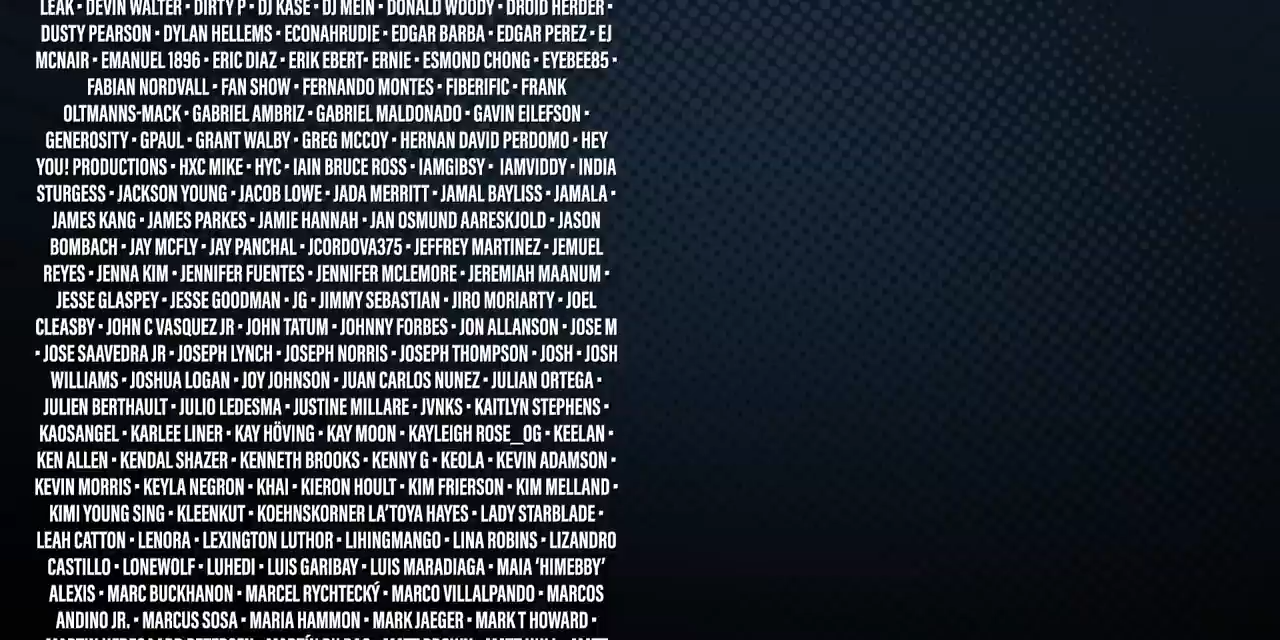 LEAK • DEVIN WALTER • DIRTY P • DJ KASE • DJ MEIN • DONALD WOODY • DROID HERDER •
DUSTY PEARSON • DYLAN HELLEMS • ECONAHRUDIE • EDGAR BARBA • EDGAR PEREZ • EJ
MCNAIR • EMANUEL 1896 • ERIC DIAZ • ERIK EBERT• ERNIE • ESMOND CHONG • EYEBEE85 •
FABIAN NORDVALL • FAN SHOW • FERNANDO MONTES • FIBERIFIC • FRANK
OLTMANNS-MACK • GABRIEL AMBRIZ • GABRIEL MALDONADO • GAVIN EILEFSON •
GENEROSITY • GPAUL • GRANT WALBY • GREG MCCOY • HERNAN DAVID PERDOMO • HEY
YOU! PRODUCTIONS • HXC MIKE • HYC • IAIN BRUCE ROSS • IAMGIBSY • IAMVIDDY • INDIA
STURGESS • JACKSON YOUNG • JACOB LOWE • JADA MERRITT • JAMAL BAYLISS • JAMALA •
JAMES KANG • JAMES PARKES • JAMIE HANNAH • JAN OSMUND AARESKJOLD • JASON
BOMBACH • JAY MCFLY • JAY PANCHAL • JCORDOVA375 • JEFFREY MARTINEZ • JEMUEL
REYES • JENNA KIM • JENNIFER FUENTES • JENNIFER MCLEMORE • JEREMIAH MAANUM •
JESSE GLASPEY • JESSE GOODMAN • JG • JIMMY SEBASTIAN • JIRO MORIARTY • JOEL
CLEASBY • JOHN C VASQUEZ JR • JOHN TATUM • JOHNNY FORBES • JON ALLANSON • JOSE M
• JOSE SAAVEDRA JR • JOSEPH LYNCH • JOSEPH NORRIS • JOSEPH THOMPSON • JOSH • JOSH
WILLIAMS • JOSHUA LOGAN • JOY JOHNSON • JUAN CARLOS NUNEZ • JULIAN ORTEGA •
JULIEN BERTHAULT • JULIO LEDESMA • JUSTINE MILLARE • JVNKS • KAITLYN STEPHENS •
KAOSANGEL • KARLEE LINER • KAY HÖVING • KAY MOON • KAYLEIGH ROSE_OG • KEELAN •
KEN ALLEN • KENDAL SHAZER • KENNETH BROOKS • KENNY G • KEOLA • KEVIN ADAMSON •
KEVIN MORRIS • KEYLA NEGRON • KHAI • KIERON HOULT • KIM FRIERSON • KIM MELLAND •
KIMI YOUNG SING • KLEENKUT • KOEHNSKORNER LA'TOYA HAYES • LADY STARBLADE •
LEAH CATTON • LENORA • LEXINGTON LUTHOR • LIHINGMANGO • LINA ROBINS • LIZANDRO
CASTILLO • LONEWOLF • LUHEDI • LUIS GARIBAY • LUIS MARADIAGA • MAIA 'HIMEBBY'
ALEXIS • MARC BUCKHANON • MARCEL RYCHTECKÝ • MARCO VILLALPANDO • MARCOS
ANDINO JR. • MARCUS SOSA • MARIA HAMMON • MARK JAEGER • MARK T HOWARD •